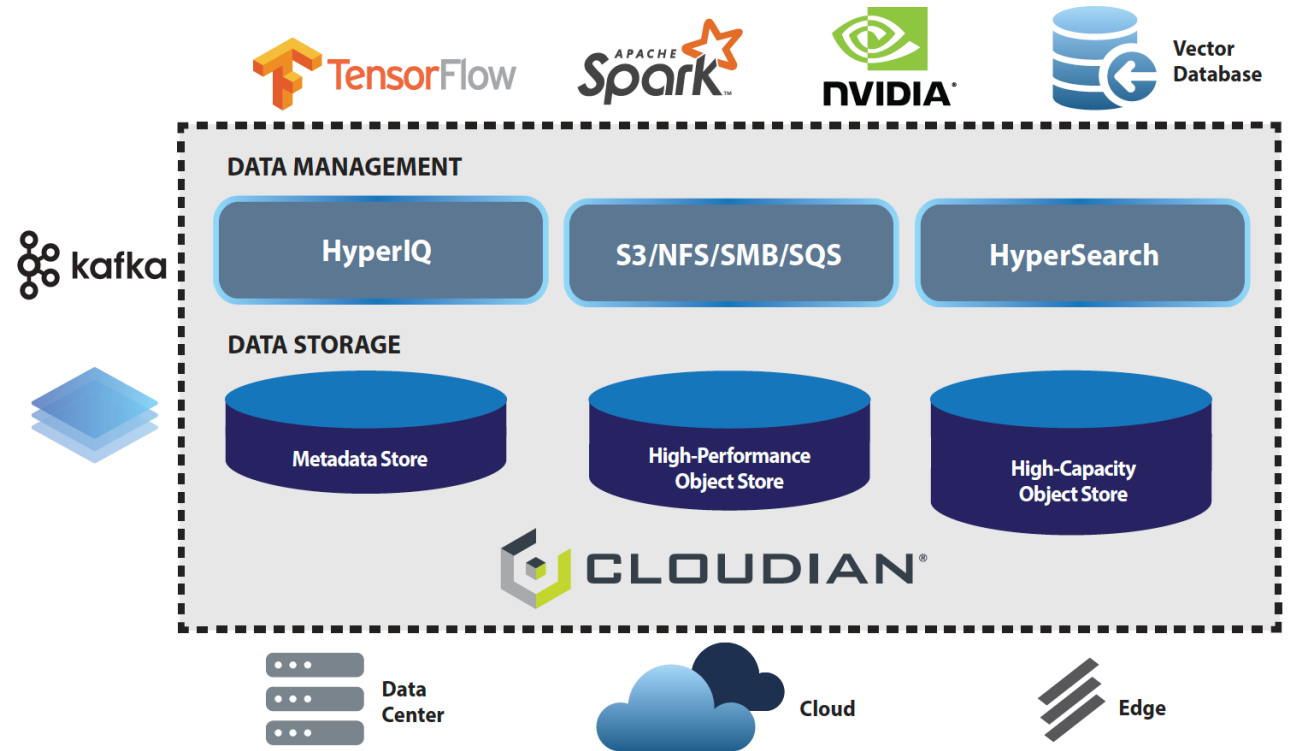 TensorFlow
APACHE
Spark™
NVIDIA®
Vector
Database
DATA MANAGEMENT
HyperIQ
S3/NFS/SMB/SQS
HyperSearch
kafka
DATA STORAGE
Metadata Store
High-Performance
Object Store
High-Capacity
Object Store
CLOUDIAN®
Data
Center
Cloud
Edge